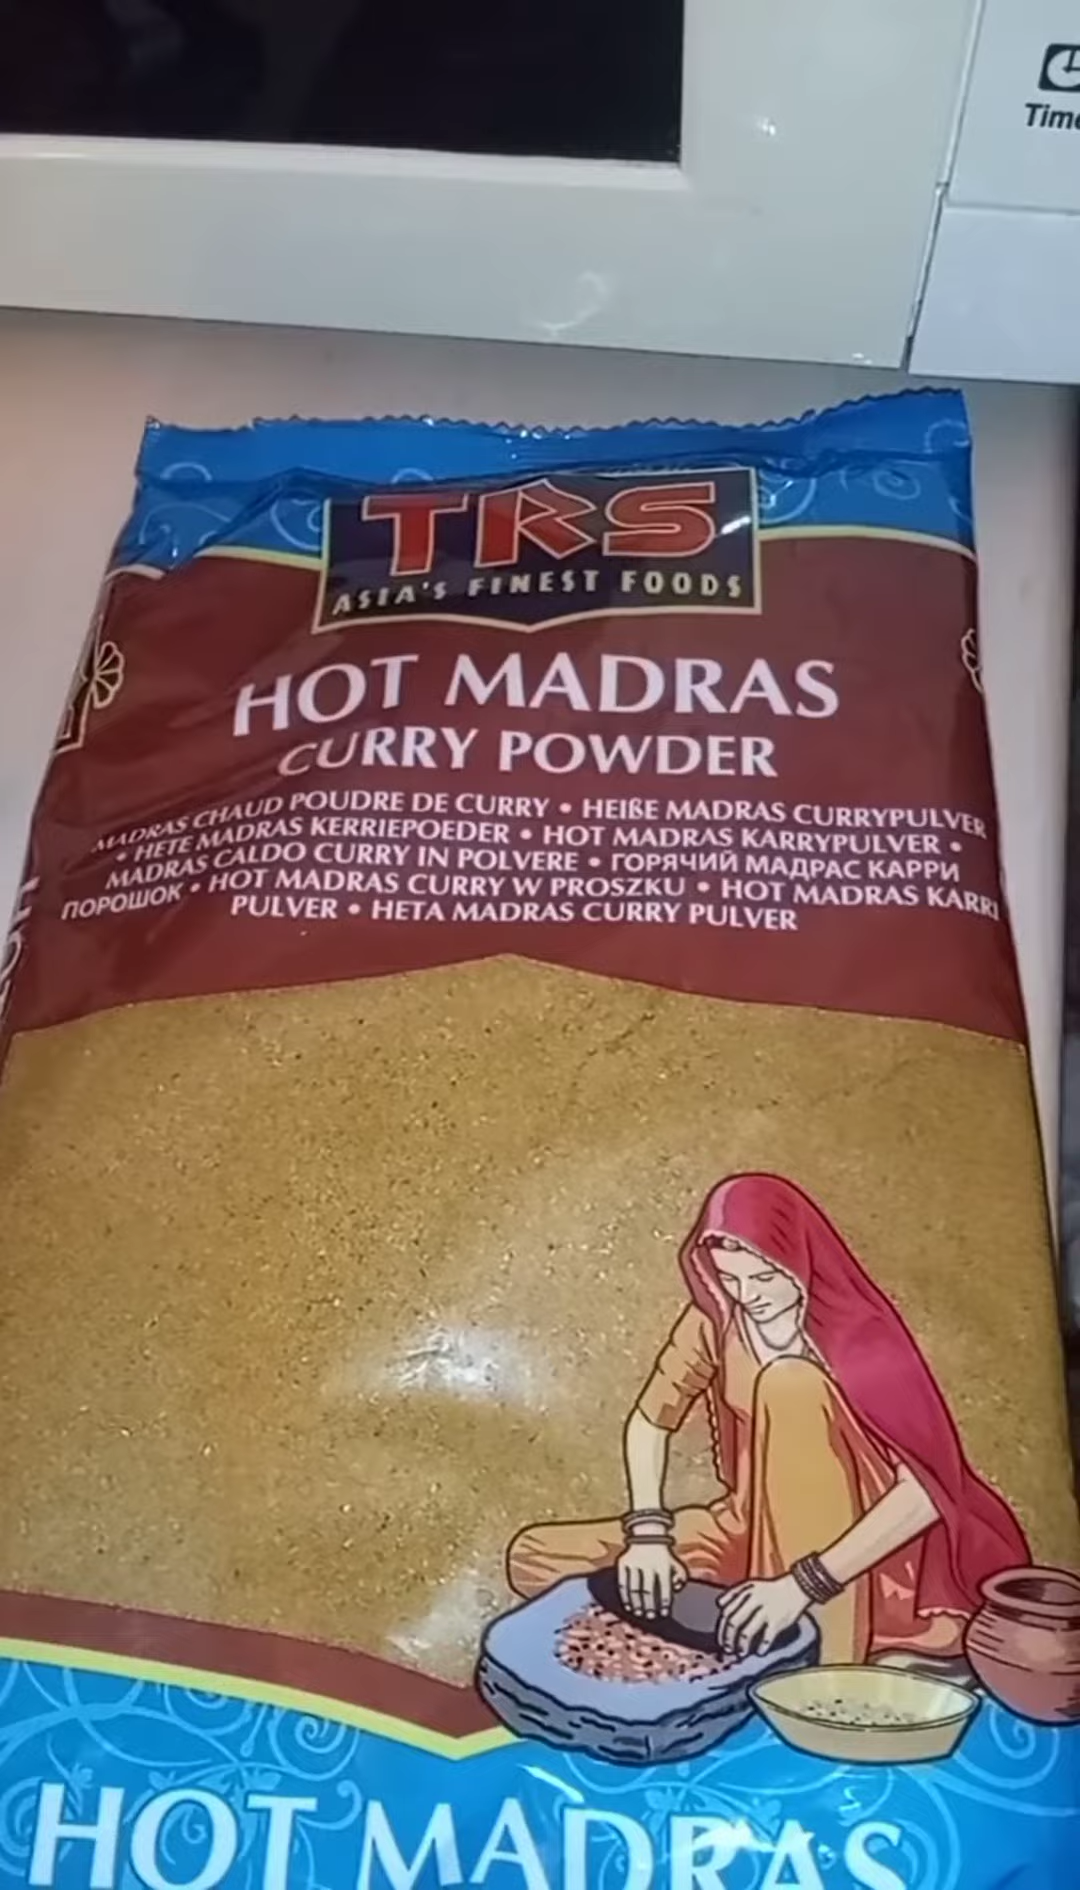 Time
TRS
ASIA'S FINEST FOODS
HOT MADRAS
CURRY POWDER
MADRAS CHAUD POUDRE DE CURRY • HEIßE MADRAS CURRYPULVER
• HETE MADRAS KERRIEPOEDER • HOT MADRAS KARRYPULVER •
MADRAS CALDO CURRY IN POLVERE • ГОРЯЧИЙ МАДРАС КАРРИ
ПОРОШОК • HOT MADRAS CURRY W PROSZKU • HOT MADRAS KARRI
PULVER • HETA MADRAS CURRY PULVER
HOT MADRAS